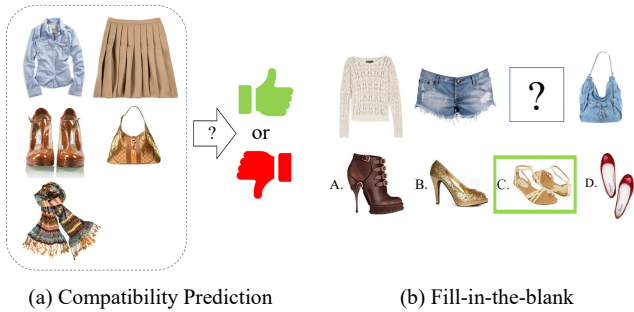 ?
or
?
A.
B.
C.
D.
(a) Compatibility Prediction
(b) Fill-in-the-blank